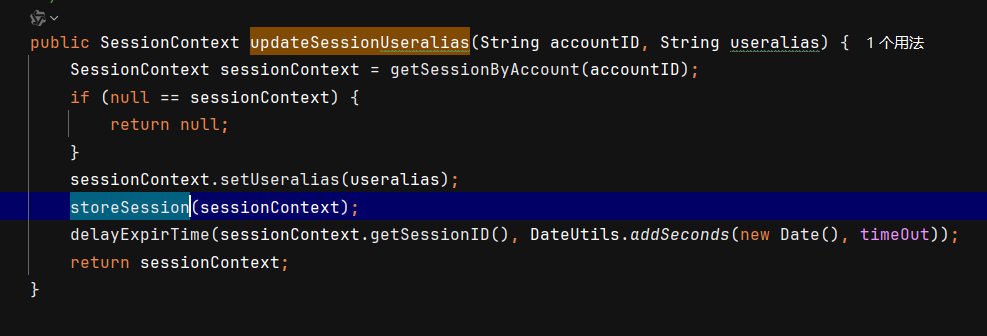 public SessionContext updateSessionUseralias(String accountID, String useralias) { 1个用法
SessionContext sessionContext = getSessionByAccount(accountID);
if (null == sessionContext) {
return null;
}
sessionContext.setUseralias(useralias);
storeSession(sessionContext);
delayExpirTime(sessionContext.getSessionID(), DateUtils.addSeconds(new Date(), timeOut));
return sessionContext;
}